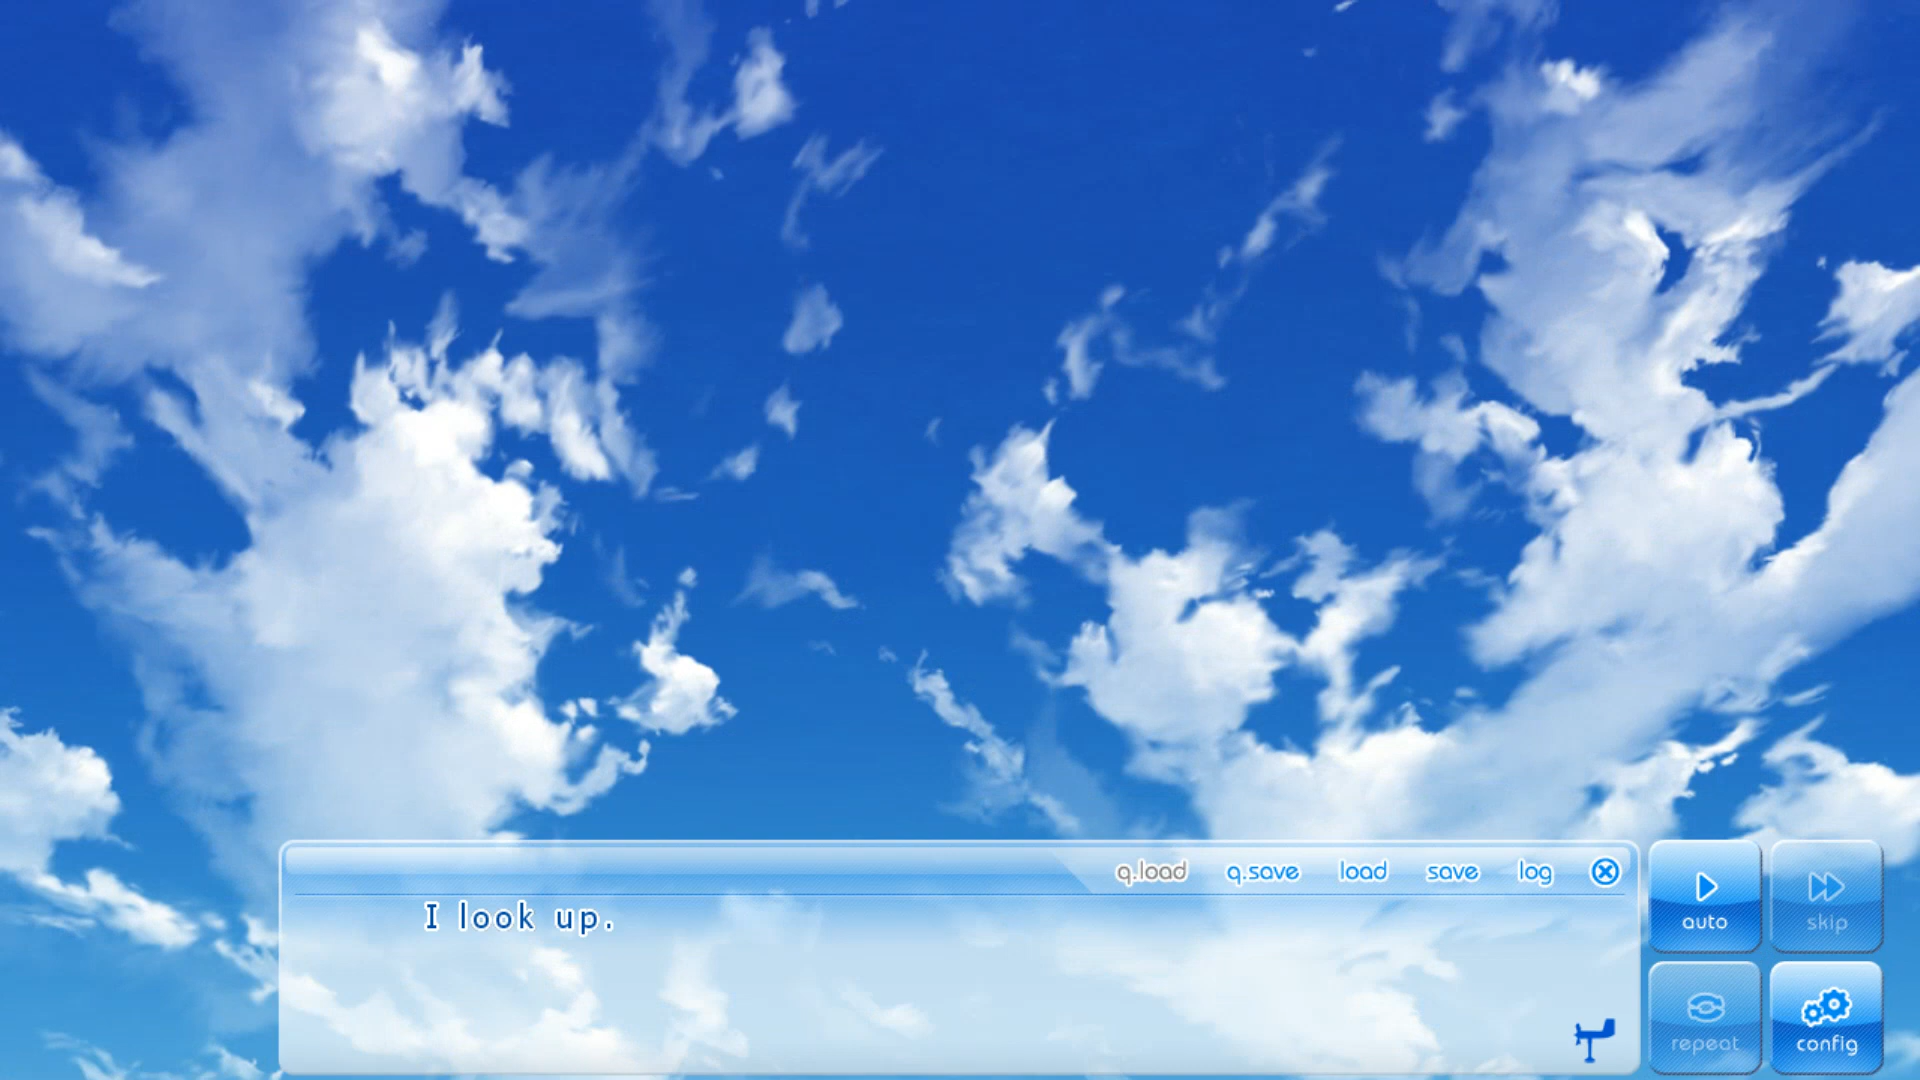 q.load q.save load save log
I look up.
auto
skip
repeat
config